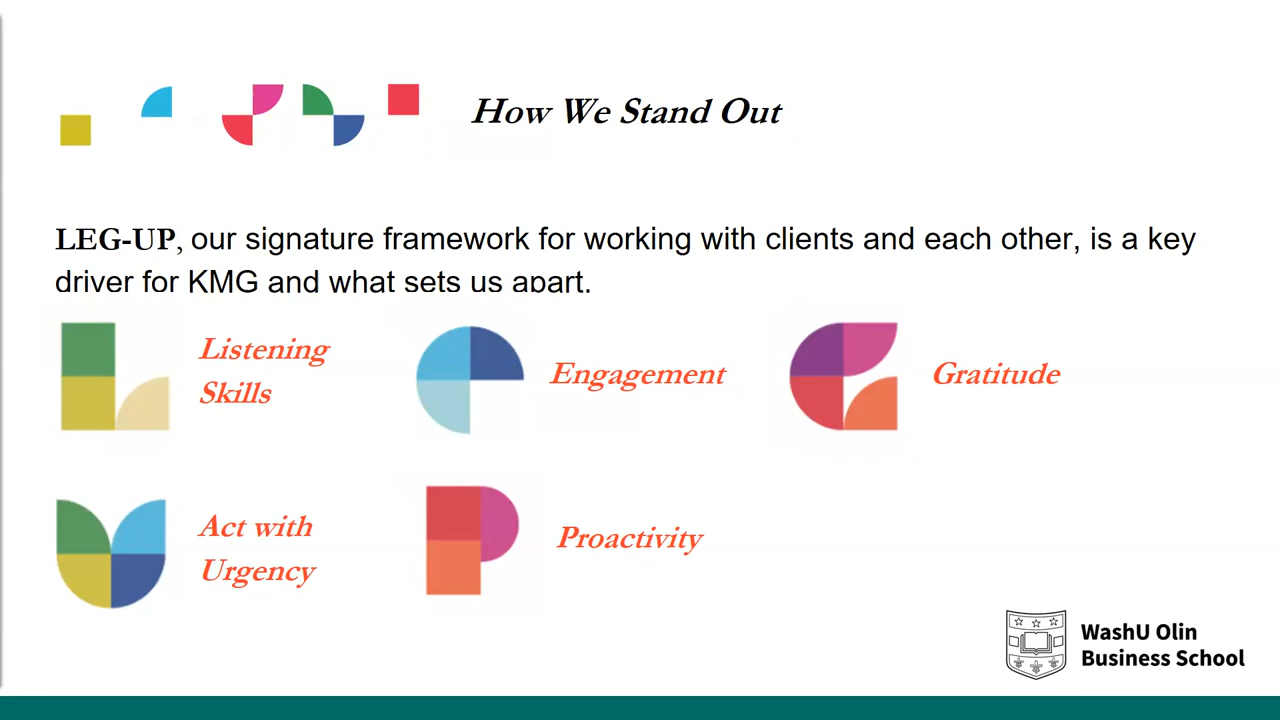 How We Stand Out
LEG-UP, our signature framework for working with clients and each other, is a key
driver for KMG and what sets us apart.
Listening
Skills
Engagement
Gratitude
Act with
Urgency
Proactivity
WashU Olin
Business School